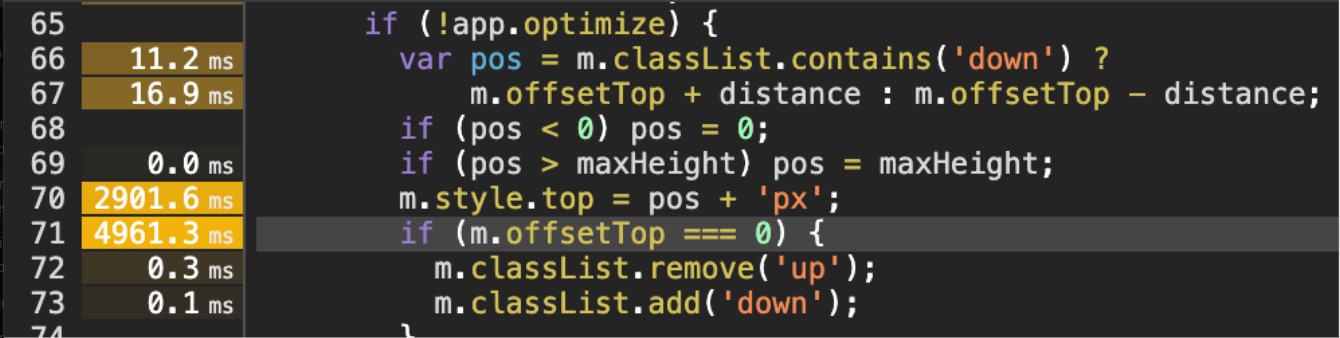 65 if (!app.optimize) {
66 11.2 ms var pos = m.classList.contains('down') ?
67 16.9 ms m.offsetTop + distance : m.offsetTop - distance;
68 if (pos < 0) pos = 0;
69 0.0 ms if (pos > maxHeight) pos = maxHeight;
70 2901.6 ms m.style.top = pos + 'px';
71 4961.3 ms if (m.offsetTop === 0) {
72 0.3 ms m.classList.remove('up');
73 0.1 ms m.classList.add('down');
74 }